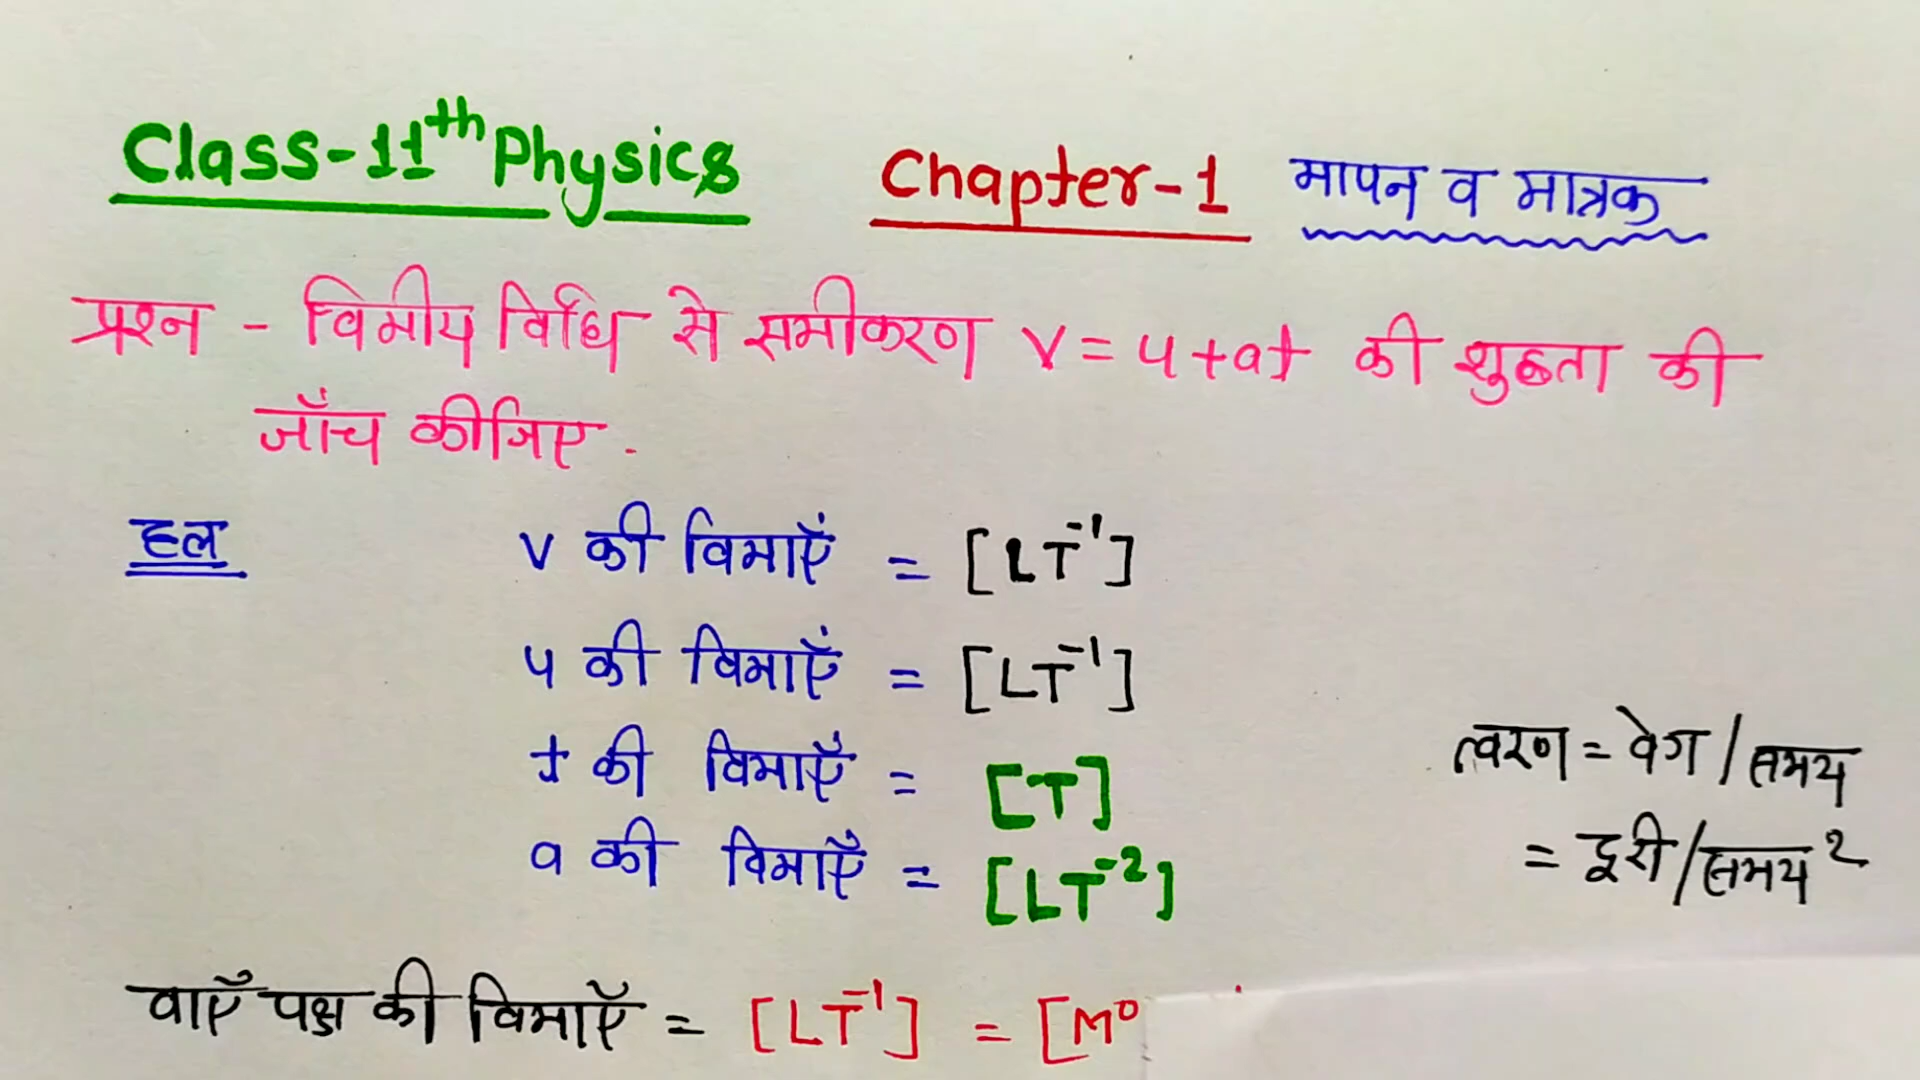 Class-11th Physics Chapter-1 मापन व मात्रक
प्रश्न - विमीय विधि से समीकरण v = u + at की शुद्धता की
जाँच कीजिए.
हल v की विमाएँ = [LT⁻¹]
u की विमाएँ = [LT⁻¹]
t की विमाएँ = [T]
त्वरण = वेग / समय
a की विमाएँ = [LT⁻²]
= दूरी / समय²
वाएँ पक्ष की विमाएँ = [LT⁻¹] = [M⁰